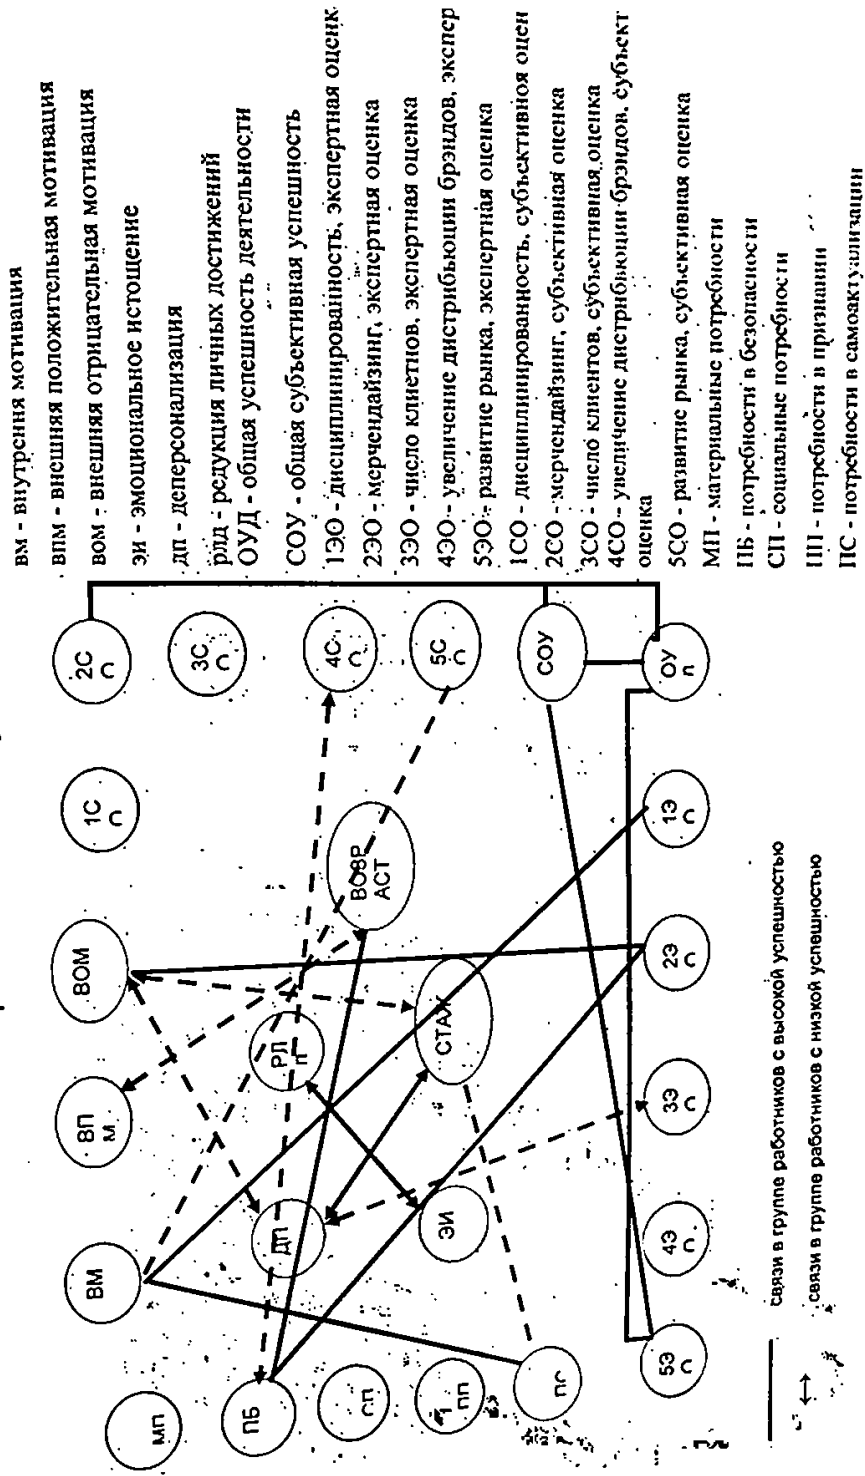 вм - внутрення мотивация
впм – внешняя положительная мотивация
вом – внешняя отрицательная мотивация
эи – эмоциональное истощение
дп – деперсонализация
рлд - редукция личных достижений
ОУД - общая успешность деятельности
СОУ - общая субъективная успешность
1ЭО - дисциплинированность, экспертная оценк
2ЭО - мерчендайзинг, экспертная оценка
3ЭО - число клиетнов, экспертная оценка
4ЭО - увеличение дистрибьюции брэндов, экспер
5ЭО - развитие рынка, экспертная оценка
1СО - дисциплинированность, субъективноя оцен
2СО - мерчендайзинг, субъективная оценка
3СО - число клиентов, субъективная оценка
4СО – увеличение дистрибьюции брэндов, субъект
оценка
5СО - развитие рынка, субъективная оценка
МП - материальные потребности
ПБ - потребности в безопасности
СП - социальные потребности
ПП - потребности в признании
ПС - потребности в самоактуализации
МП
ВМ
ВП
М
ВОМ
1С
О
2С
О
ПБ
ДП
РЛ
П
3С
О
СП
ВОЗР
АСТ
4С
О
ПП
ЭИ
СТАЖ
5С
О
ПС
СОУ
5Э
О
4Э
О
3Э
О
2Э
О
1Э
О
ОУ
п
связи в группе работников с высокой успешностью
связи в группе работников с низкой успешностью